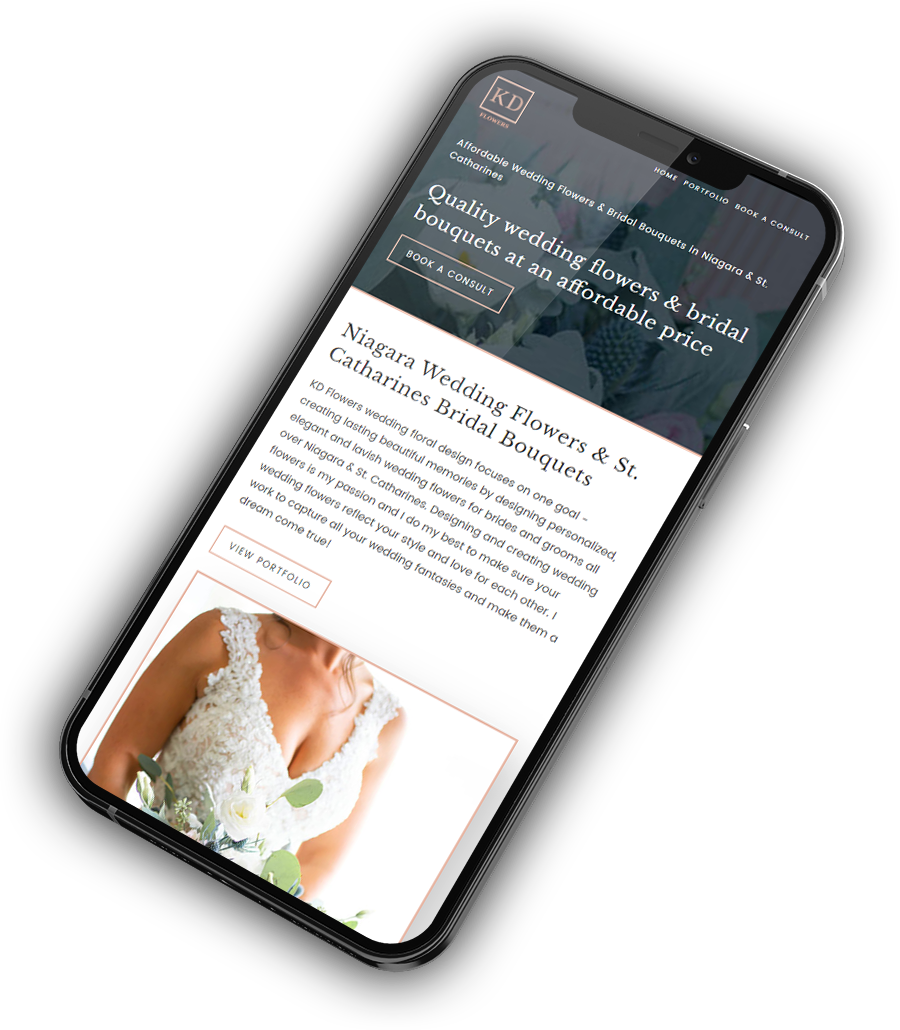 KD
FLOWERS
HOME PORTFOLIO BOOK A CONSULT
Affordable Wedding Flowers & Bridal Bouquets in Niagara & St.
Catharines
Quality wedding flowers & bridal
bouquets at an affordable price
BOOK A CONSULT
Niagara Wedding Flowers & St.
Catharines Bridal Bouquets
KD Flowers wedding floral design focuses on one goal –
creating lasting beautiful memories by designing personalized,
elegant and lavish wedding flowers for brides and grooms all
over Niagara & St. Catharines. Designing and creating wedding
flowers is my passion and I do my best to make sure your
wedding flowers reflect your style and love for each other. I
work to capture all your wedding fantasies and make them a
dream come true!
VIEW PORTFOLIO